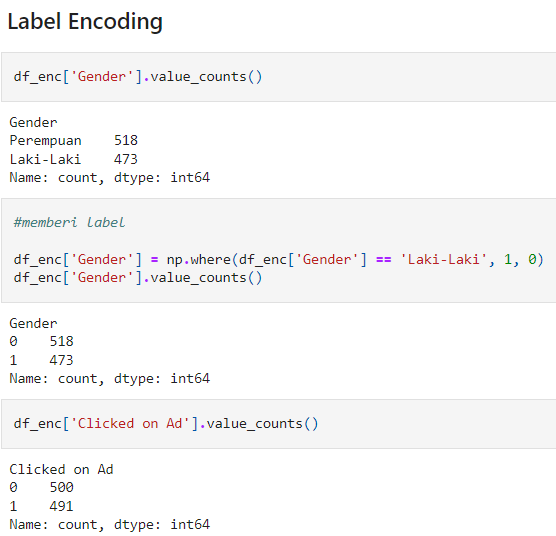 Label Encoding
df_enc['Gender'].value_counts()
Gender
Perempuan    518
Laki-Laki    473
Name: count, dtype: int64
#memberi label
df_enc['Gender'] = np.where(df_enc['Gender'] == 'Laki-Laki', 1, 0)
df_enc['Gender'].value_counts()
Gender
0    518
1    473
Name: count, dtype: int64
df_enc['Clicked on Ad'].value_counts()
Clicked on Ad
0    500
1    491
Name: count, dtype: int64